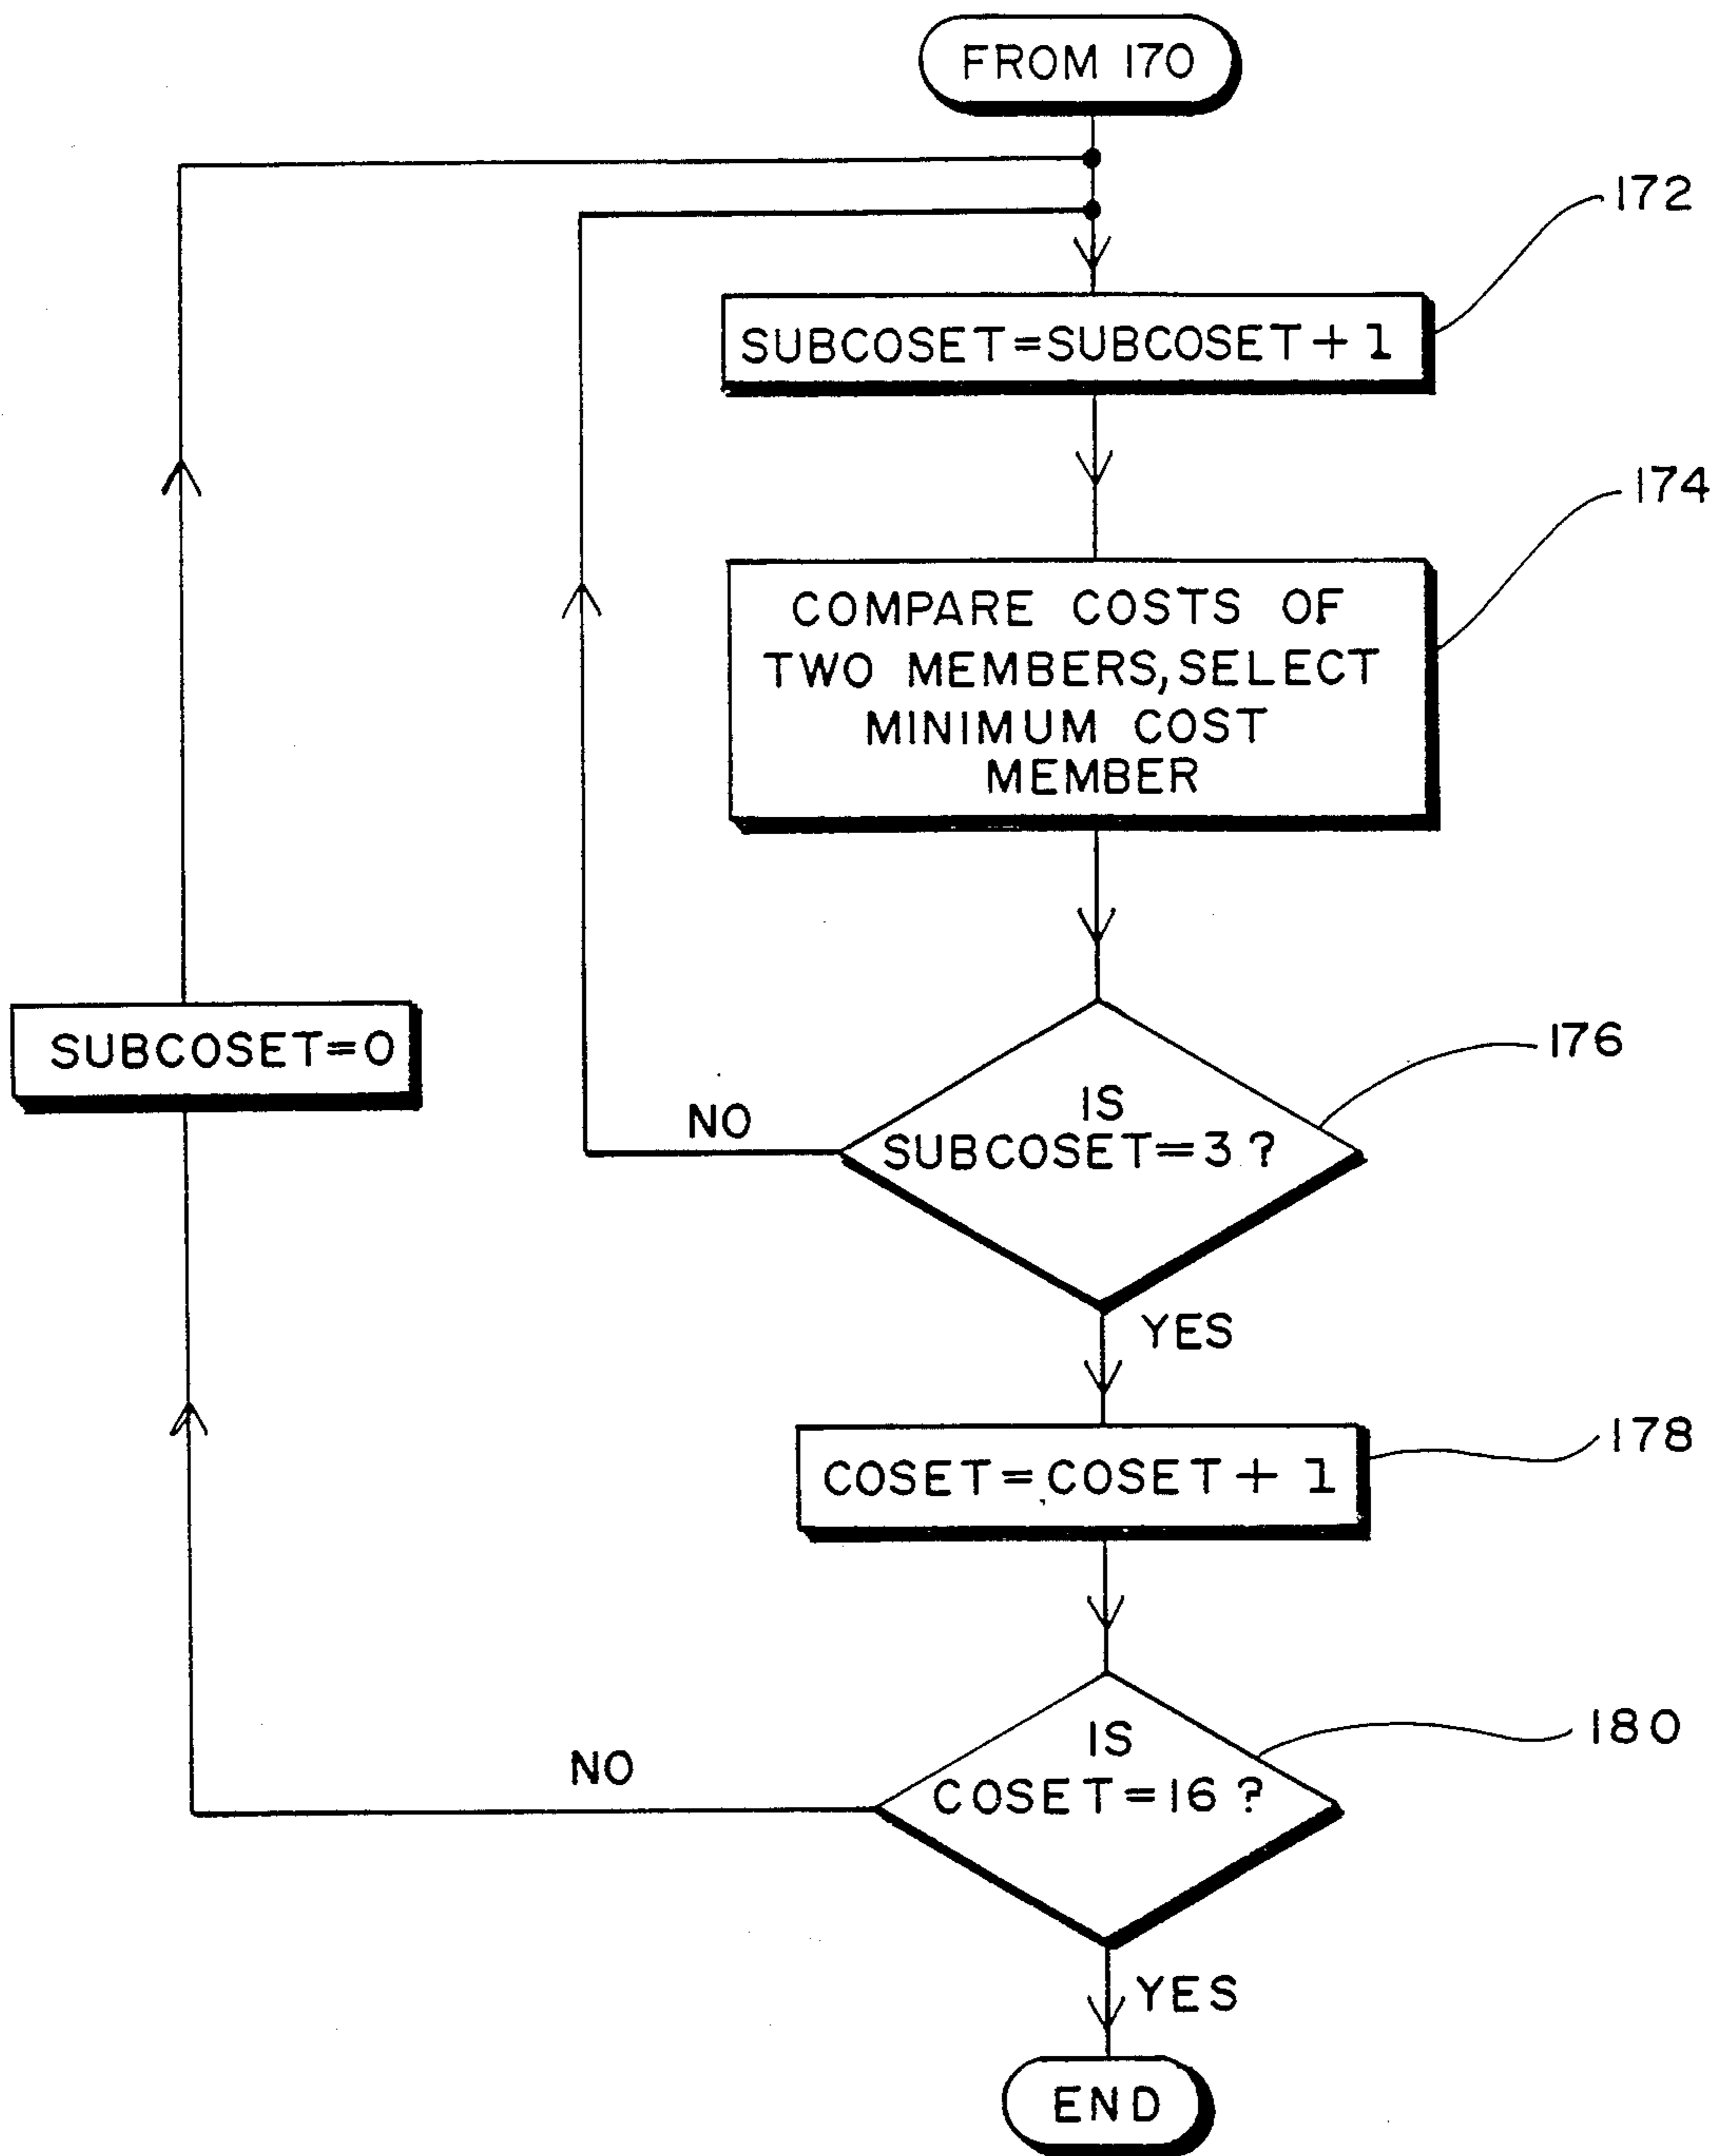 FROM 170
172
SUBCOSET=SUBCOSET+1
174
COMPARE COSTS OF
TWO MEMBERS,SELECT
MINIMUM COST
MEMBER
SUBCOSET=0
176
IS
SUBCOSET=3?
NO
YES
178
COSET=COSET+1
180
IS
COSET=16?
NO
YES
END